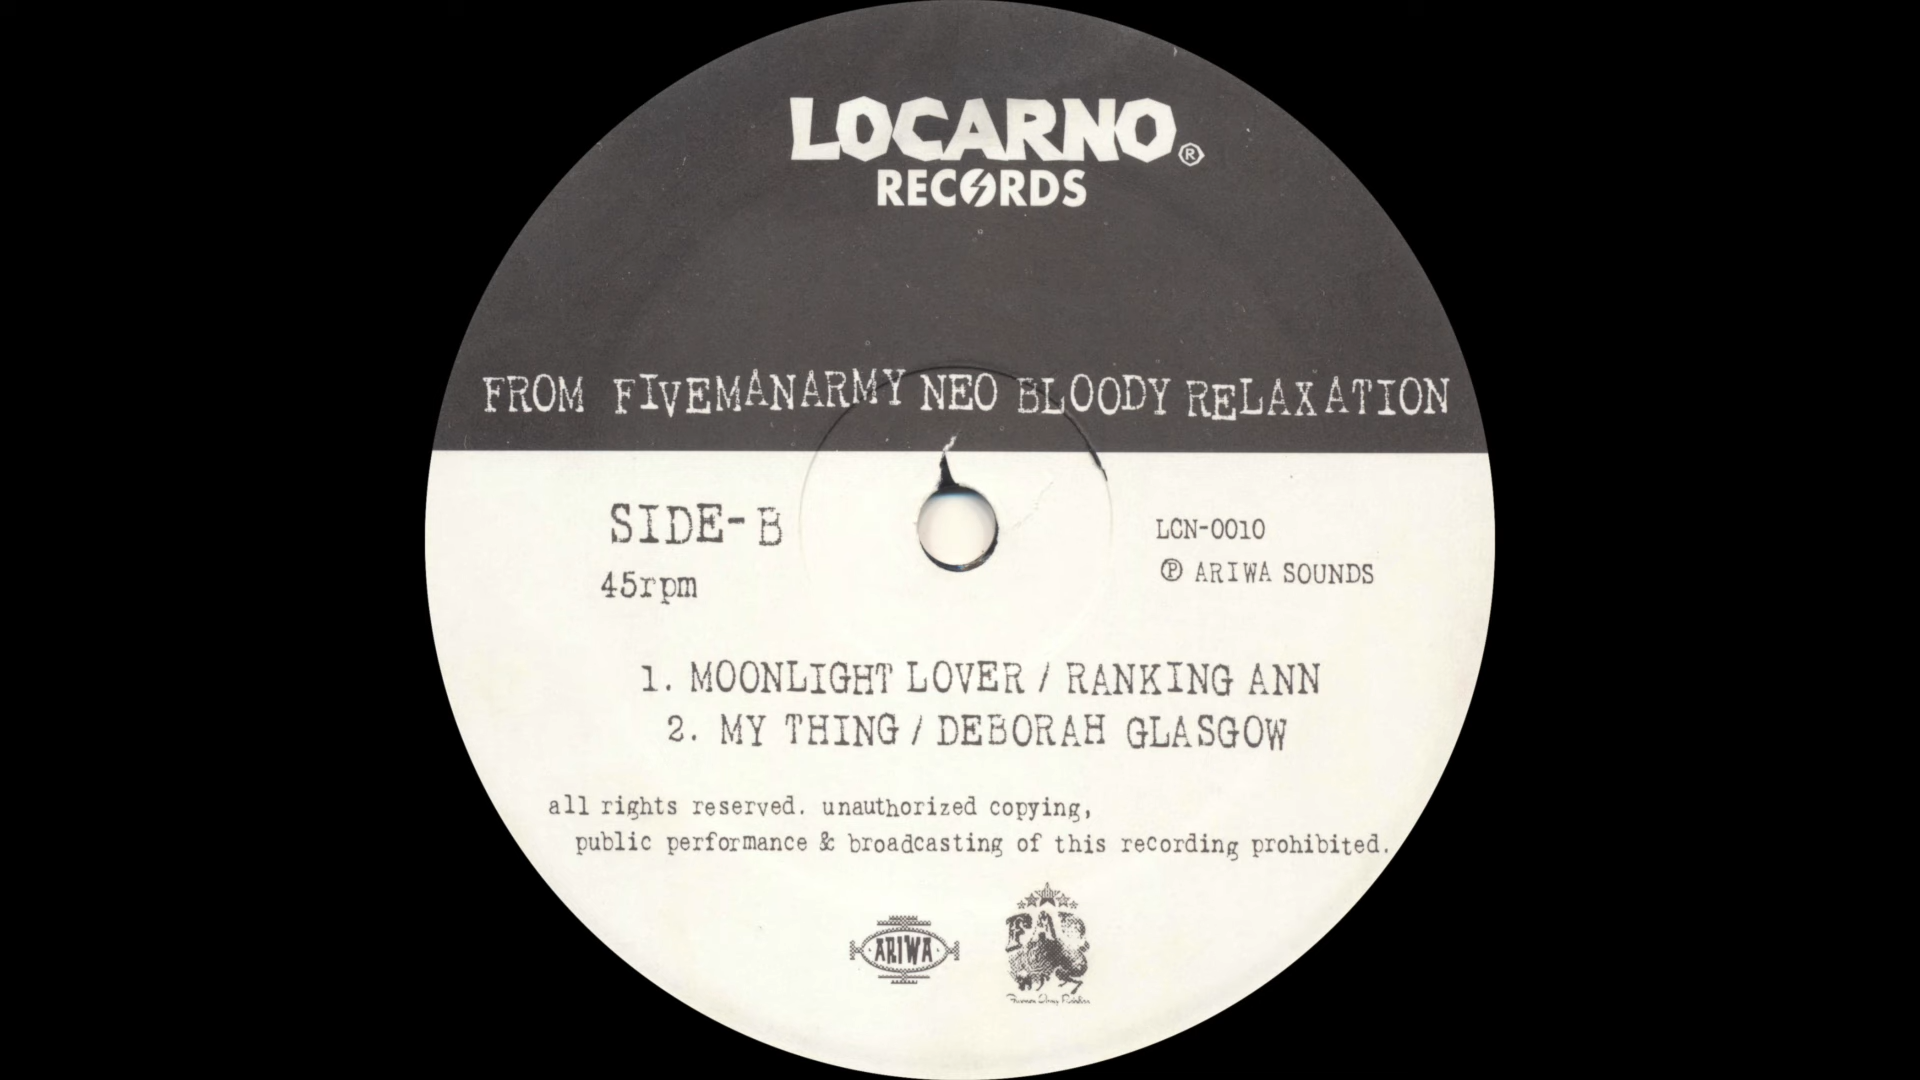 LOCARNO®
RECORDS
FROM FIVEMANARMY NEO BLOODY RELAXATION
SIDE-B
45rpm
LCN-0010
℗ ARIWA SOUNDS
1. MOONLIGHT LOVER / RANKING ANN
2. MY THING / DEBORAH GLASGOW
all rights reserved. unauthorized copying,
public performance & broadcasting of this recording prohibited.
ARIWA